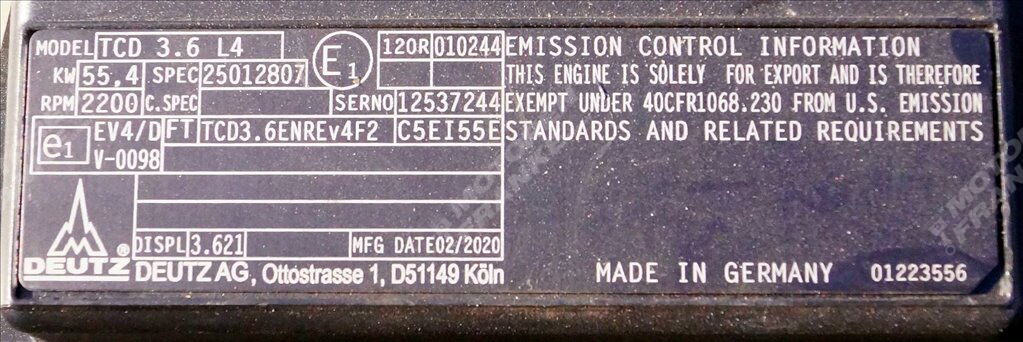 MODEL TCD 3.6 L4 E1 120R 010244
KW 55,4 SPEC 25012807
RPM 2200 C.SPEC SERNO 12537244
e1 EV4/D FT TCD3.6ENREv4F2 C5EI55E
V-0098
DISPL 3.621 MFG DATE02/2020
DEUTZ ®
DEUTZ AG, Ottostrasse 1, D51149 Köln
EMISSION CONTROL INFORMATION
THIS ENGINE IS SOLELY FOR EXPORT AND IS THEREFORE
EXEMPT UNDER 40CFR1068.230 FROM U.S. EMISSION
STANDARDS AND RELATED REQUIREMENTS
MADE IN GERMANY 01223556